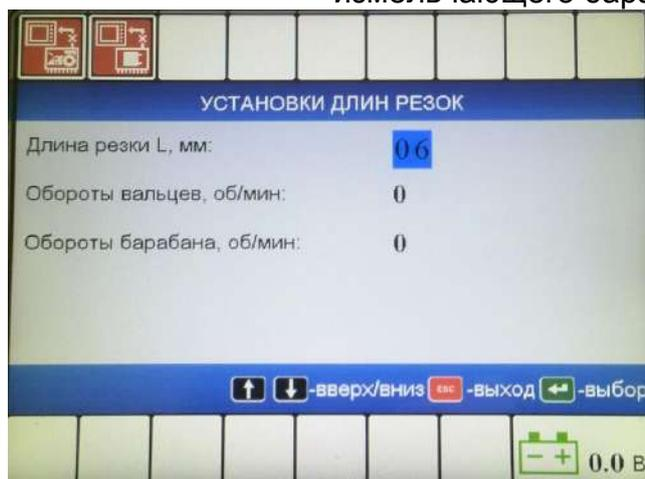 УСТАНОВКИ ДЛИН РЕЗОК
Длина резки L, мм: 06
Обороты вальцев, об/мин: 0
Обороты барабана, об/мин: 0
-вверх/вниз ESC -выход -выбор
- + 0.0 В